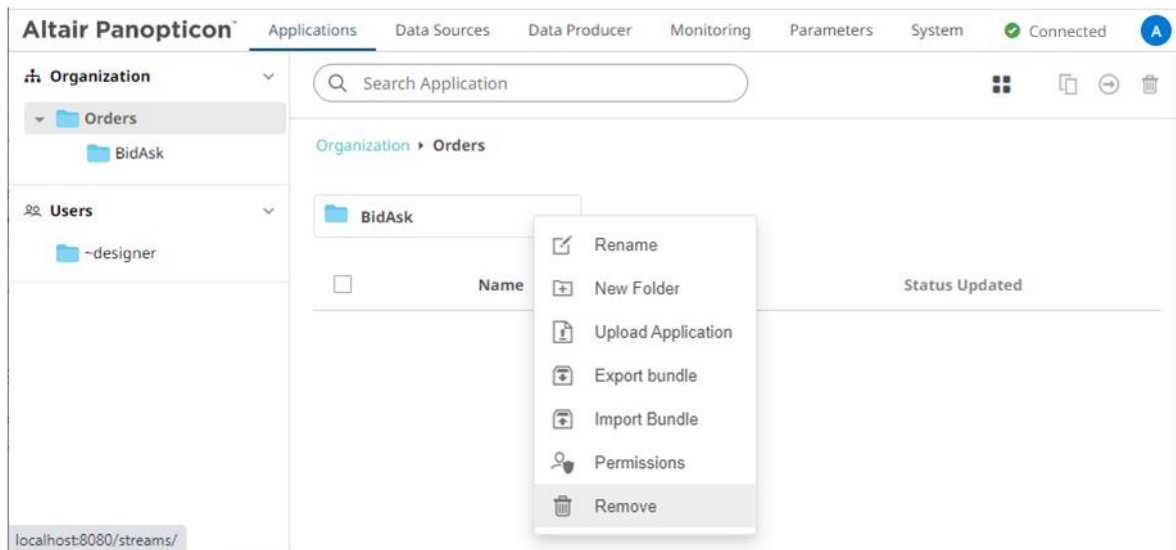 Altair Panopticon™ Applications Data Sources Data Producer Monitoring Parameters System Connected A
Organization
Orders
BidAsk
Users
~designer
localhost:8080/streams/
Search Application
Organization ▸ Orders
BidAsk
Name Status Updated
Rename
New Folder
Upload Application
Export bundle
Import Bundle
Permissions
Remove